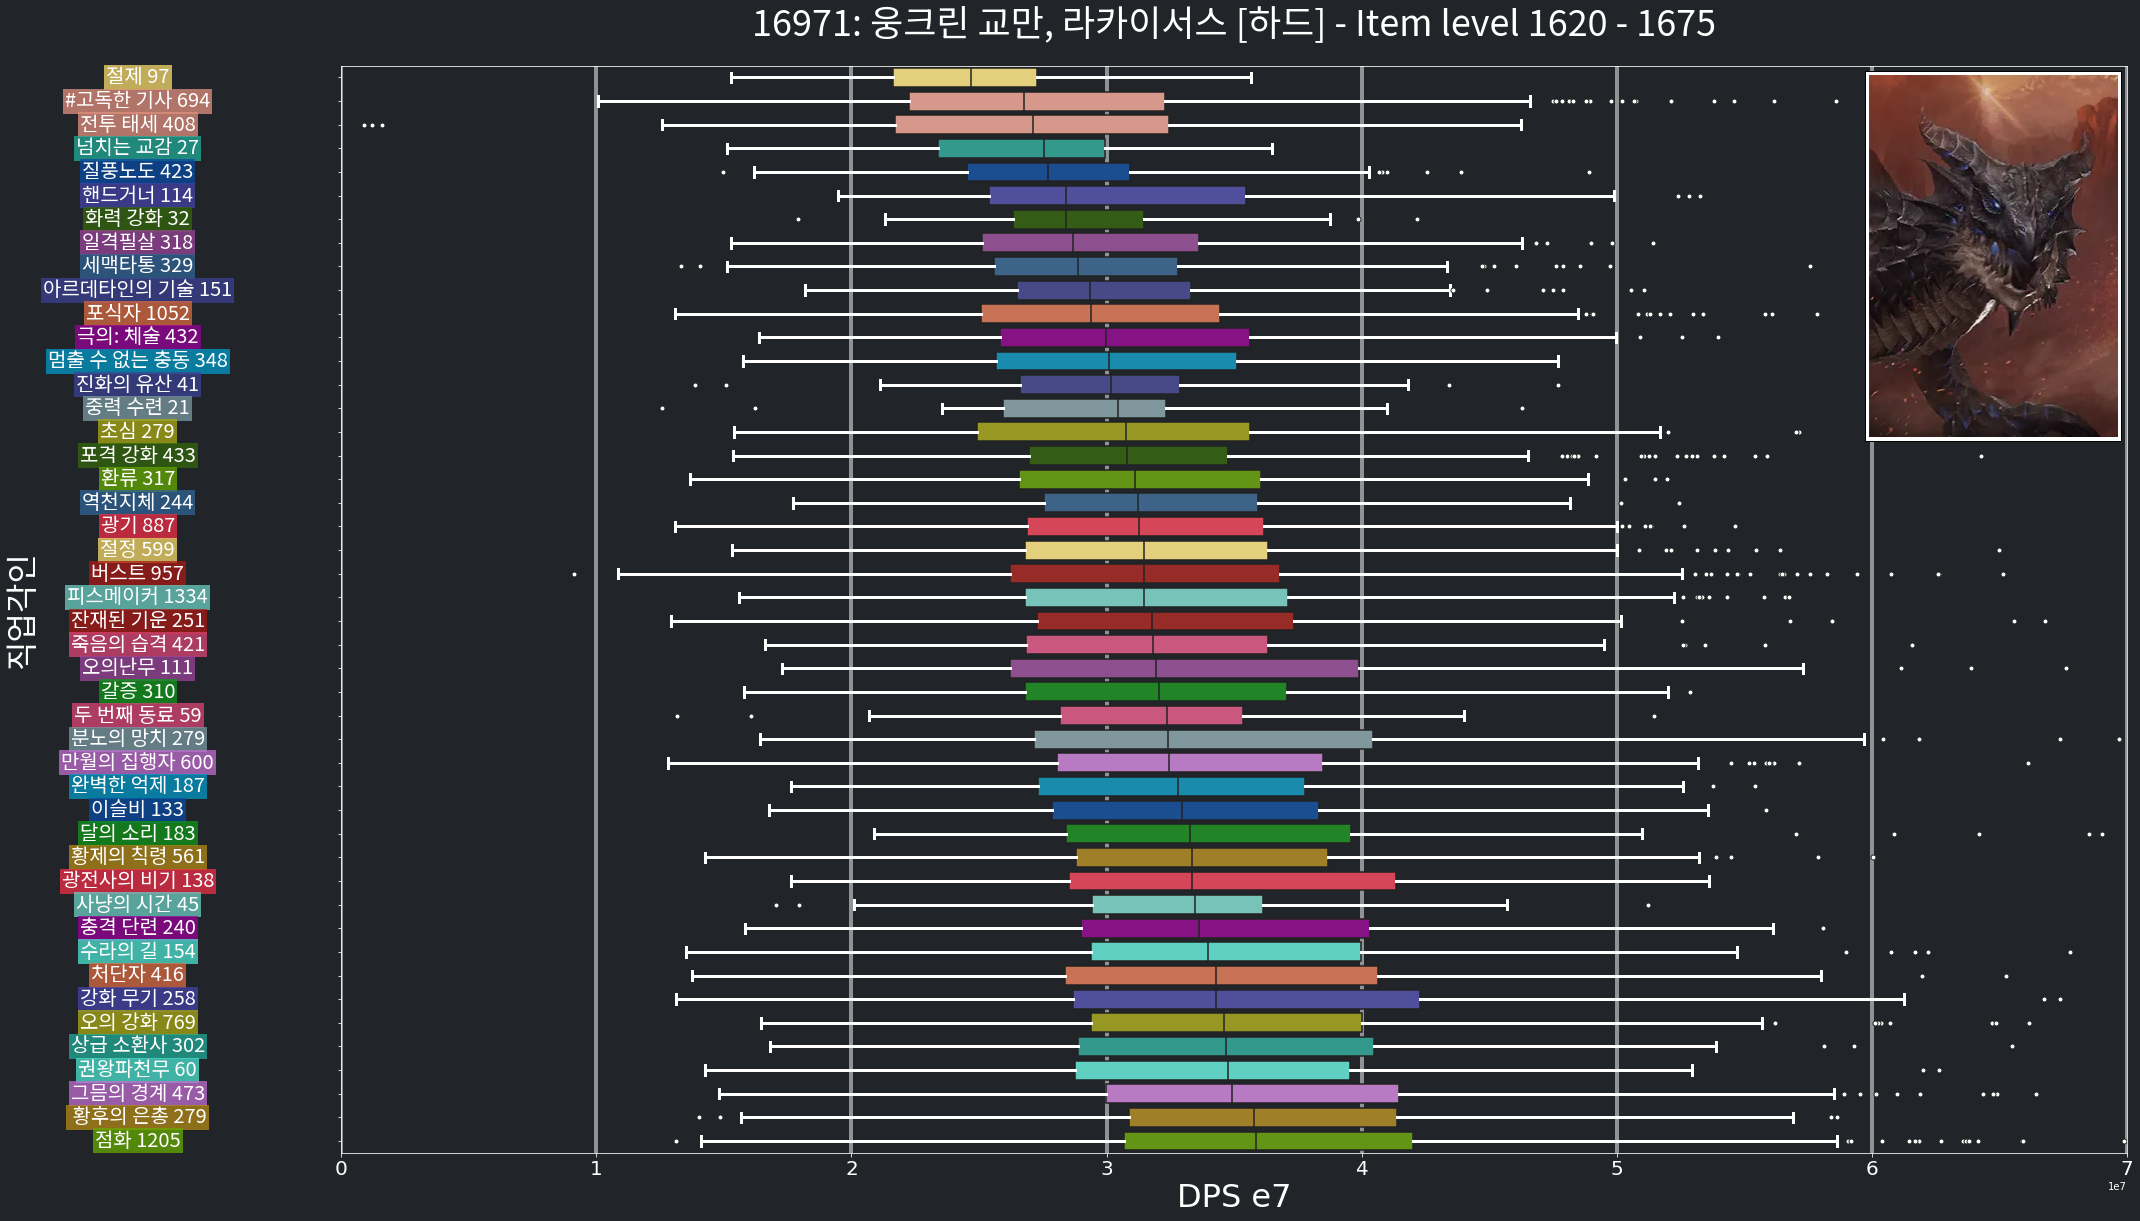 16971: 웅크린 교만, 라카이서스 [하드] - Item level 1620 - 1675
절제 97
#고독한 기사 694
전투 태세 408
넘치는 교감 27
질풍노도 423
핸드거너 114
화력 강화 32
일격필살 318
세맥타통 329
아르데타인의 기술 151
포식자 1052
극의: 체술 432
멈출 수 없는 충동 348
진화의 유산 41
중력 수련 21
초심 279
포격 강화 433
환류 317
역천지체 244
광기 887
절정 599
버스트 957
피스메이커 1334
잔재된 기운 251
죽음의 습격 421
오의난무 111
갈증 310
두 번째 동료 59
분노의 망치 279
만월의 집행자 600
완벽한 억제 187
이슬비 133
달의 소리 183
황제의 칙령 561
광전사의 비기 138
사냥의 시간 45
충격 단련 240
수라의 길 154
처단자 416
강화 무기 258
오의 강화 769
상급 소환사 302
권왕파천무 60
그믐의 경계 473
황후의 은총 279
점화 1205
직업각인
0 1 2 3 4 5 6 7
1e7
DPS e7